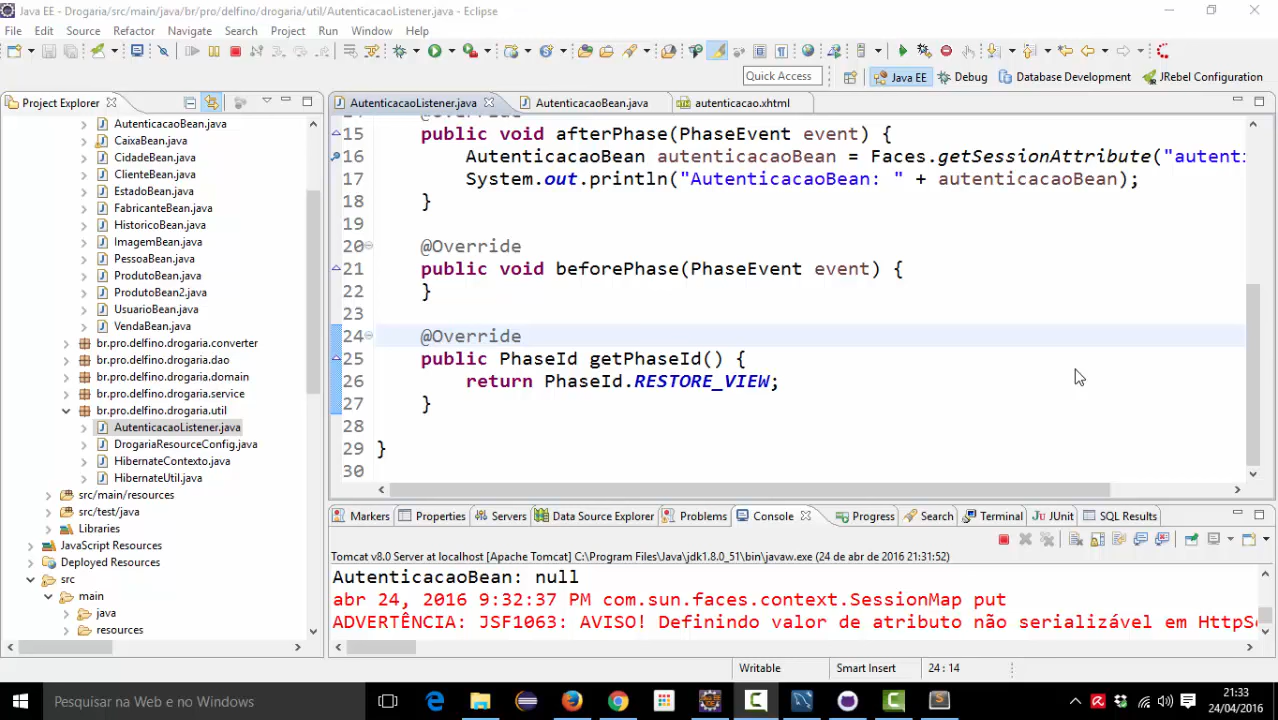 Java EE - Drogaria/src/main/java/br/pro/delfino/drogaria/util/AutenticacaoListener.java - Eclipse
File Edit Source Refactor Navigate Search Project Run Window Help
Quick Access Java EE Debug Database Development JRebel Configuration
Project Explorer
AutenticacaoBean.java
CaixaBean.java
CidadeBean.java
ClienteBean.java
EstadoBean.java
FabricanteBean.java
HistoricoBean.java
ImagemBean.java
PessoaBean.java
ProdutoBean.java
ProdutoBean2.java
UsuarioBean.java
VendaBean.java
br.pro.delfino.drogaria.converter
br.pro.delfino.drogaria.dao
br.pro.delfino.drogaria.domain
br.pro.delfino.drogaria.service
br.pro.delfino.drogaria.util
AutenticacaoListener.java
DrogariaResourceConfig.java
HibernateContexto.java
HibernateUtil.java
src/main/resources
src/test/java
Libraries
JavaScript Resources
Deployed Resources
src
main
java
resources
AutenticacaoListener.java AutenticacaoBean.java autenticacao.xhtml
14 @Override
15 public void afterPhase(PhaseEvent event) {
16 AutenticacaoBean autenticacaoBean = Faces.getSessionAttribute("autenti
17 System.out.println("AutenticacaoBean: " + autenticacaoBean);
18 }
19
20 @Override
21 public void beforePhase(PhaseEvent event) {
22 }
23
24 @Override
25 public PhaseId getPhaseId() {
26 return PhaseId.RESTORE_VIEW;
27 }
28
29 }
30
Markers Properties Servers Data Source Explorer Problems Console Progress Search Terminal JUnit SQL Results
Tomcat v8.0 Server at localhost [Apache Tomcat] C:\Program Files\Java\jdk1.8.0_51\bin\javaw.exe (24 de abr de 2016 21:31:52)
AutenticacaoBean: null
abr 24, 2016 9:32:37 PM com.sun.faces.context.SessionMap put
ADVERTÊNCIA: JSF1063: AVISO! Definindo valor de atributo não serializável em HttpSe
Writable Smart Insert 24 : 14
Pesquisar na Web e no Windows
21:33
24/04/2016